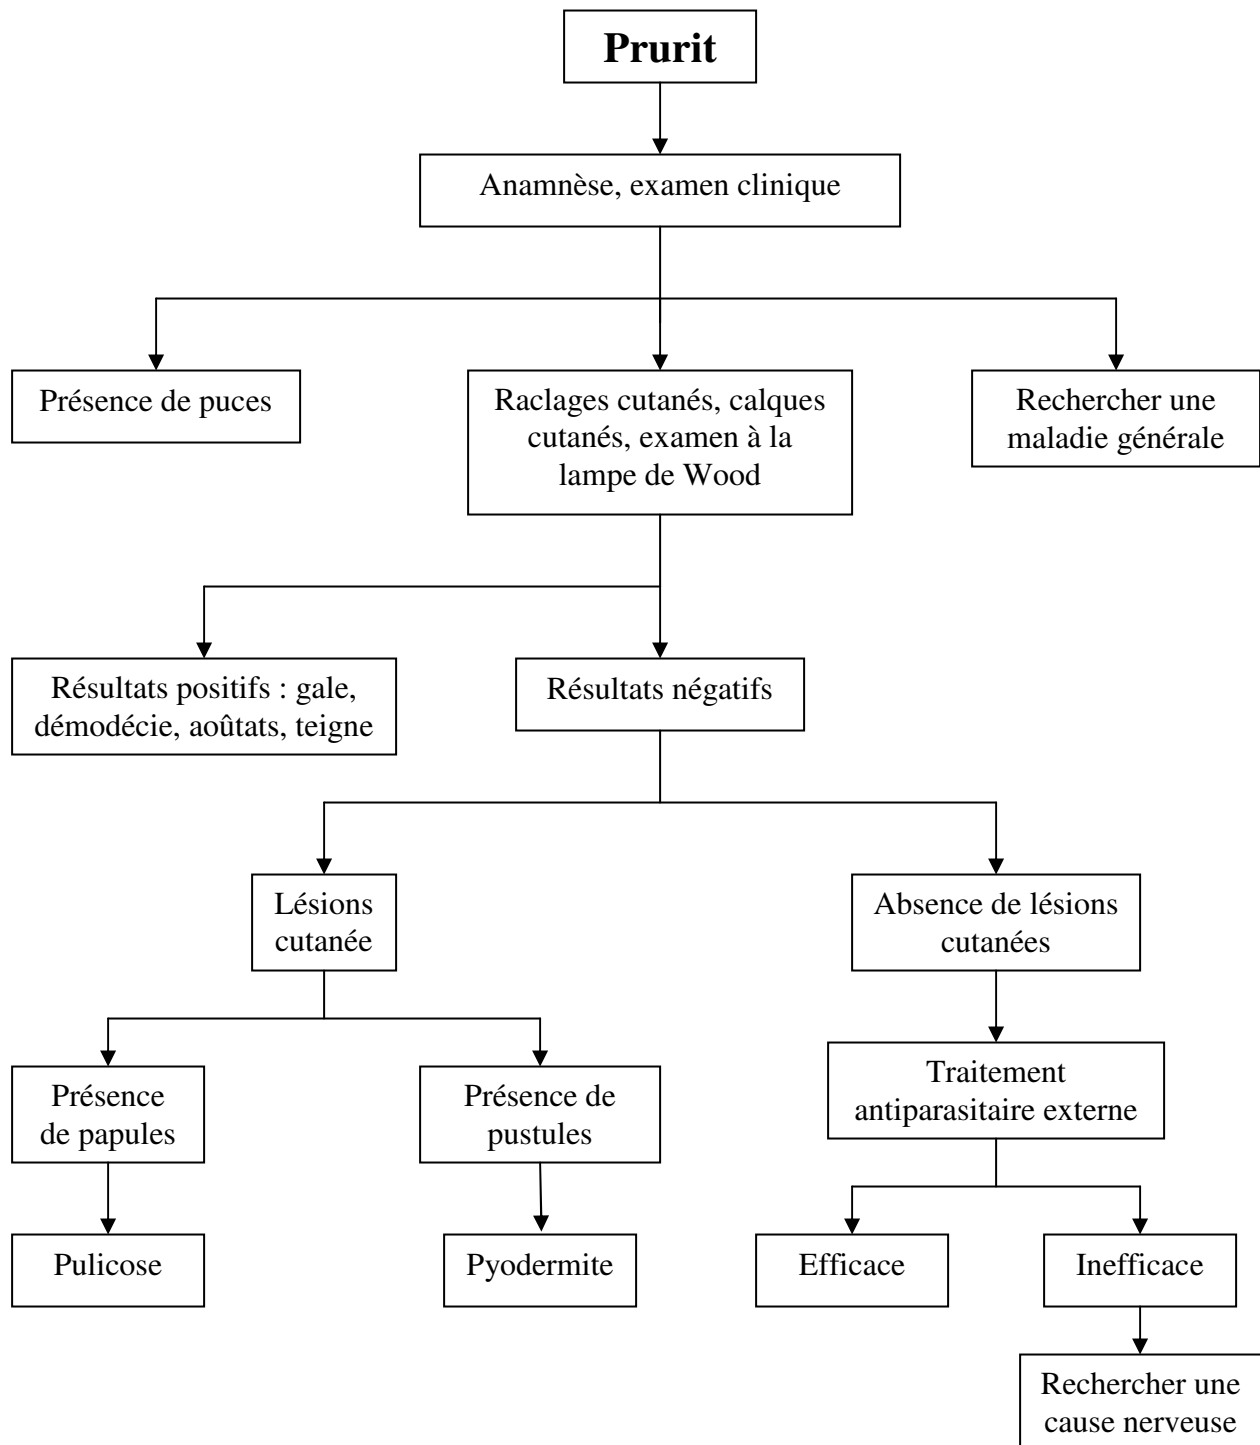 Prurit
Anamnèse, examen clinique
Présence de puces
Raclages cutanés, calques
cutanés, examen à la
lampe de Wood
Rechercher une
maladie générale
Résultats positifs : gale,
démodécie, aoûtats, teigne
Résultats négatifs
Lésions
cutanée
Absence de lésions
cutanées
Présence
de papules
Présence de
pustules
Traitement
antiparasitaire externe
Pulicose
Pyodermite
Efficace
Inefficace
Rechercher une
cause nerveuse